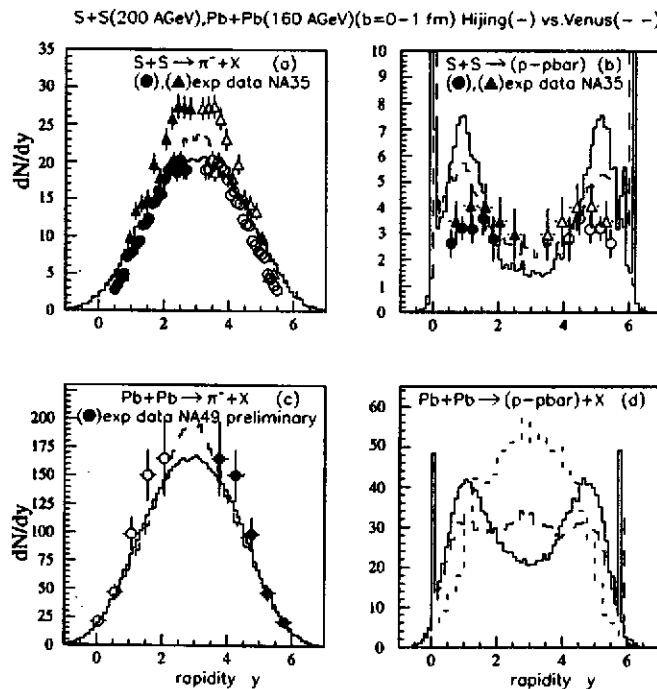 S+S(200 AGeV),Pb+Pb(160 AGeV)(b=0-1 fm) Hijing(-) vs.Venus(- -)
S+S→π⁻+X (a)
(●),(▲)exp data NA35
dN/dy
40
35
30
25
20
15
10
5
0
0 2 4 6
S+S→(p-pbar) (b)
(●),(▲)exp data NA35
10
9
8
7
6
5
4
3
2
1
0
0 2 4 6
Pb+Pb→π⁻+X (c)
(●)exp data NA49 preliminary
dN/dy
200
175
150
125
100
75
50
25
0
0 2 4 6
rapidity y
Pb+Pb→(p-pbar)+X (d)
60
50
40
30
20
10
0
0 2 4 6
rapidity y